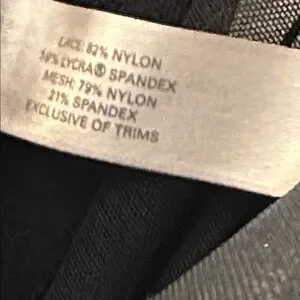 LACE: 82% NYLON
18% LYCRA® SPANDEX
MESH: 79% NYLON
21% SPANDEX
EXCLUSIVE OF TRIMS